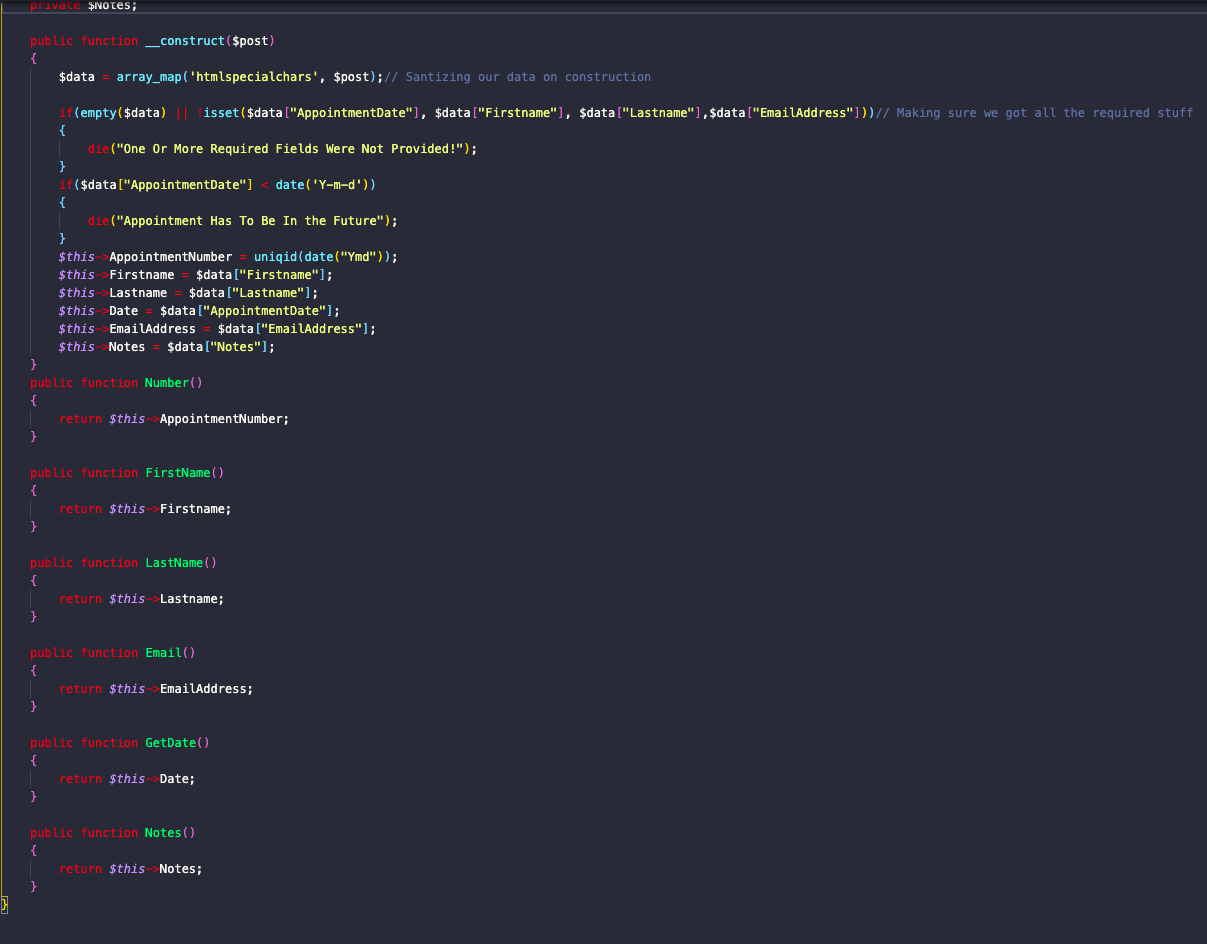 private $Notes;
public function __construct($post)
{
$data = array_map('htmlspecialchars', $post);// Santizing our data on construction
if(empty($data) || !isset($data["AppointmentDate"], $data["Firstname"], $data["Lastname"],$data["EmailAddress"]))// Making sure we got all the required stuff
{
die("One Or More Required Fields Were Not Provided!");
}
if($data["AppointmentDate"] < date('Y-m-d'))
{
die("Appointment Has To Be In the Future");
}
$this->AppointmentNumber = uniqid(date("Ymd"));
$this->Firstname = $data["Firstname"];
$this->Lastname = $data["Lastname"];
$this->Date = $data["AppointmentDate"];
$this->EmailAddress = $data["EmailAddress"];
$this->Notes = $data["Notes"];
}
public function Number()
{
return $this->AppointmentNumber;
}
public function FirstName()
{
return $this->Firstname;
}
public function LastName()
{
return $this->Lastname;
}
public function Email()
{
return $this->EmailAddress;
}
public function GetDate()
{
return $this->Date;
}
public function Notes()
{
return $this->Notes;
}
}